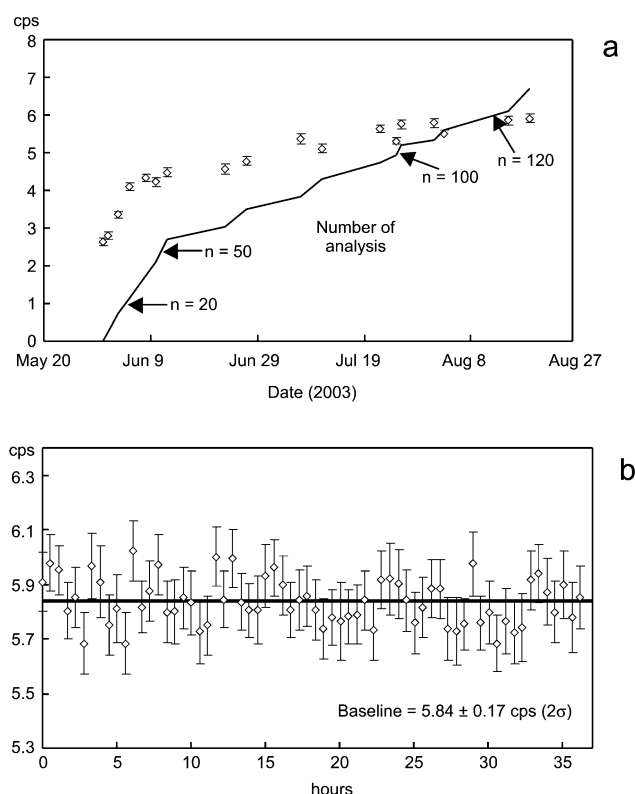 cps
a
8
7
6
5
4
3
2
1
0
n = 120
n = 100
Number of
analysis
n = 50
n = 20
May 20
Jun 9
Jun 29
Jul 19
Aug 8
Aug 27
Date (2003)
cps
b
6.3
6.1
5.9
5.7
5.5
5.3
Baseline = 5.84 ± 0.17 cps (2σ)
0
5
10
15
20
25
30
35
hours